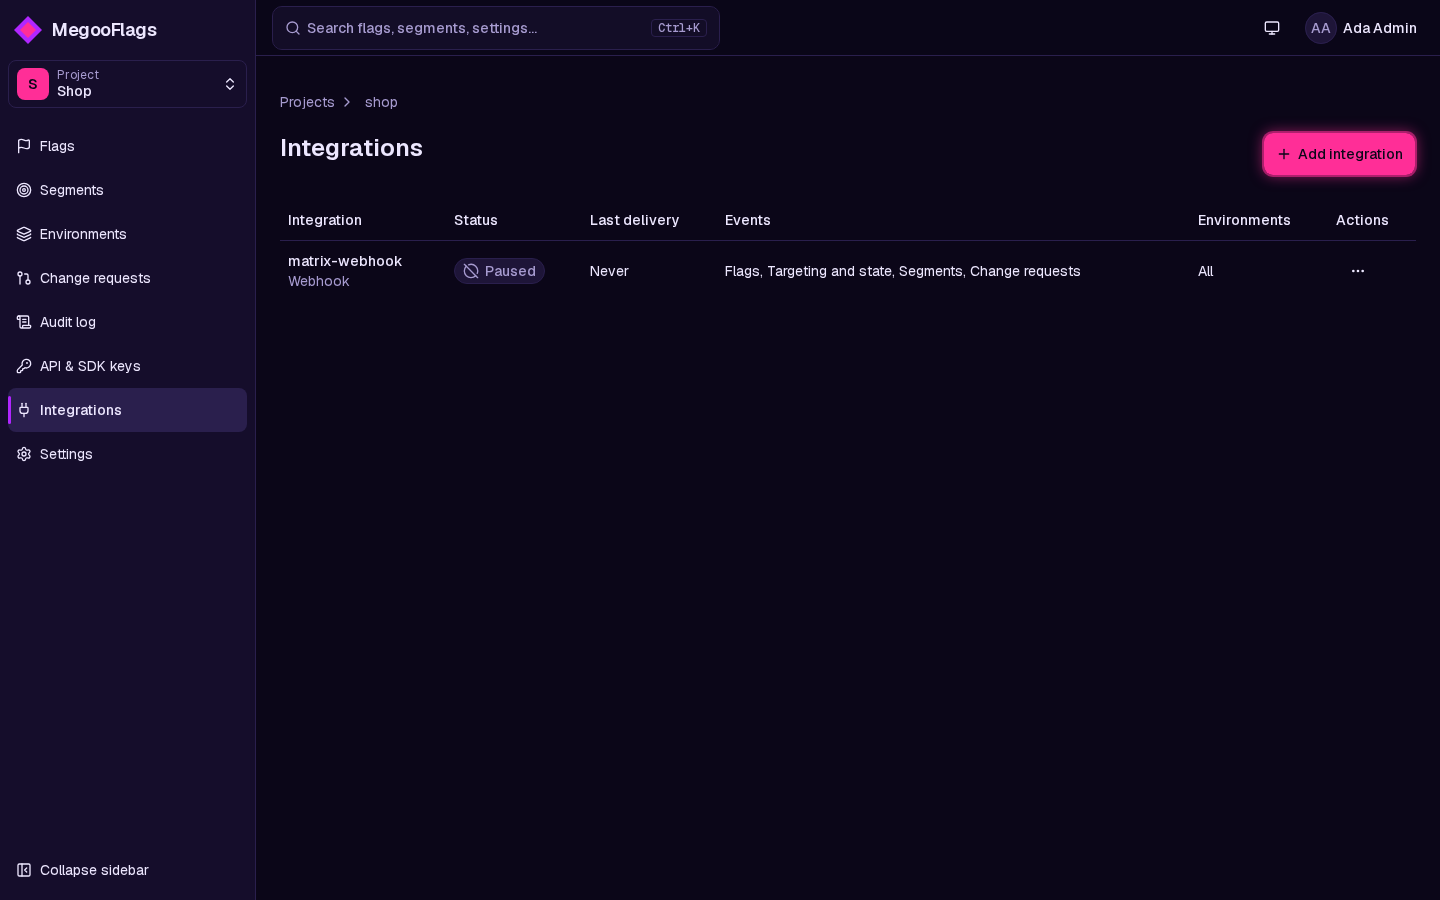 MegooFlags
Search flags, segments, settings...
Ctrl+K
AA
Ada Admin
S
Project
Shop
Flags
Segments
Environments
Change requests
Audit log
API & SDK keys
Integrations
Settings
Collapse sidebar
Projects
shop
Integrations
Add integration
Integration Status Last delivery Events Environments Actions
matrix-webhook
Webhook
Paused
Never
Flags, Targeting and state, Segments, Change requests
All